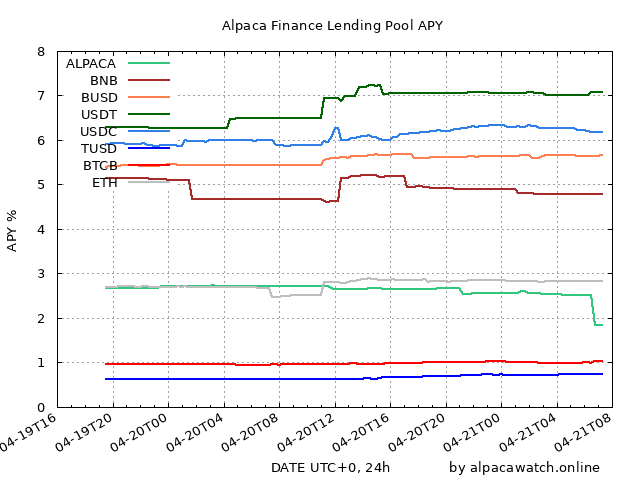 Alpaca Finance Lending Pool APY
8
7
6
5
4
3
2
1
0
APY %
ALPACA
BNB
BUSD
USDT
USDC
TUSD
BTCB
ETH
04-19T16
04-19T20
04-20T00
04-20T04
04-20T08
04-20T12
04-20T16
04-20T20
04-21T00
04-21T04
04-21T08
DATE UTC+0, 24h
by alpacawatch.online